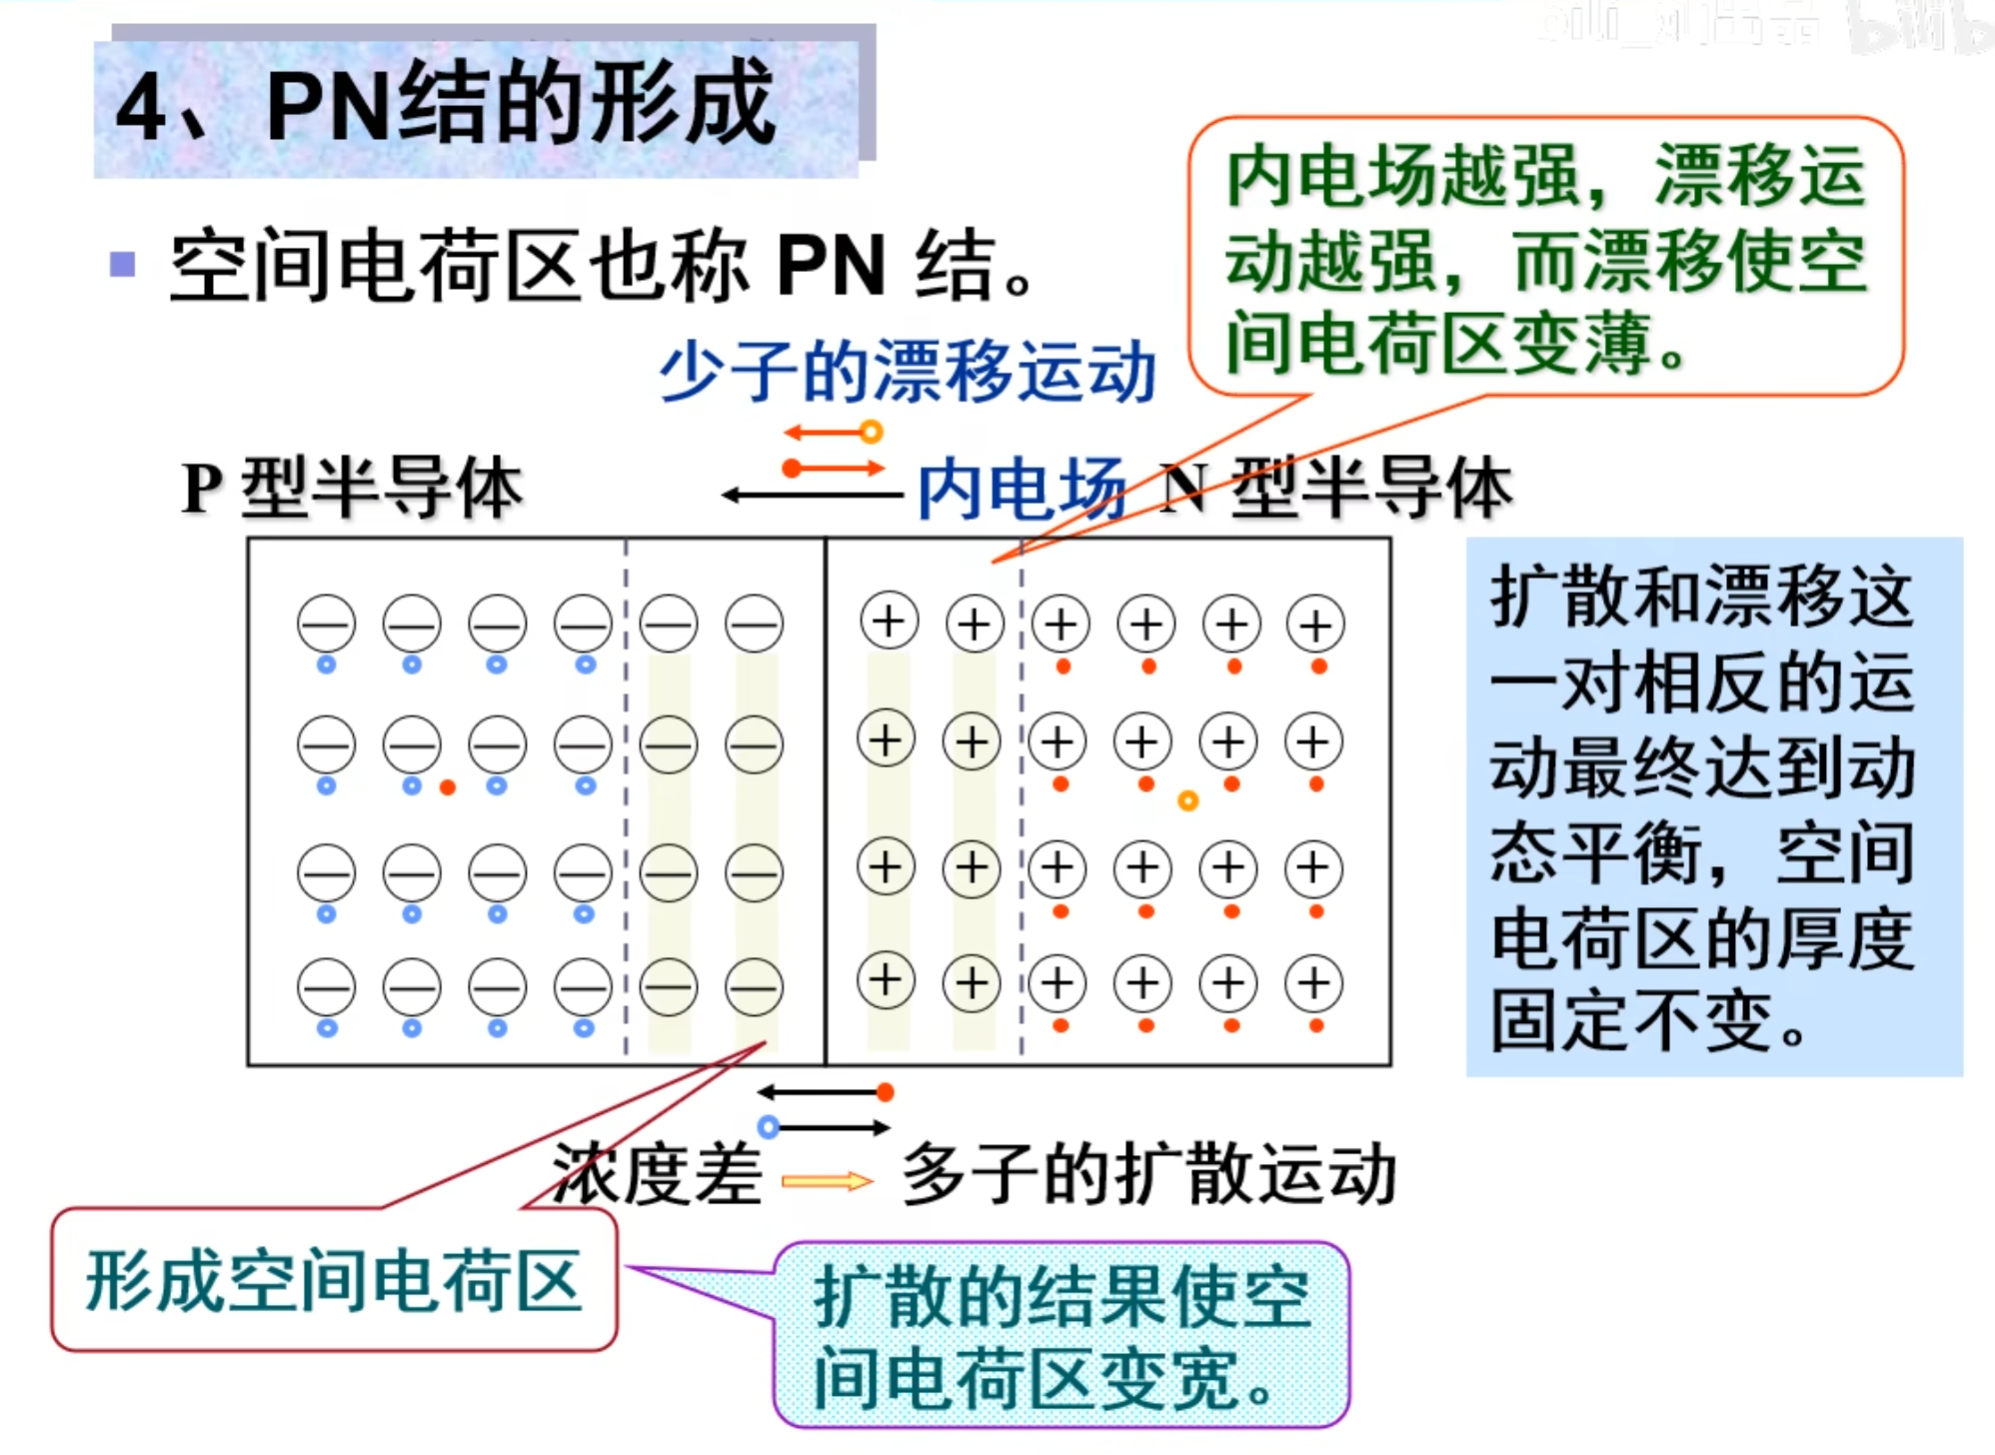 4、PN结的形成
空间电荷区也称 PN 结。
内电场越强，漂移运
动越强，而漂移使空
间电荷区变薄。
少子的漂移运动
P 型半导体
内电场
N 型半导体
扩散和漂移这
一对相反的运
动最终达到动
态平衡，空间
电荷区的厚度
固定不变。
浓度差
多子的扩散运动
形成空间电荷区
扩散的结果使空
间电荷区变宽。